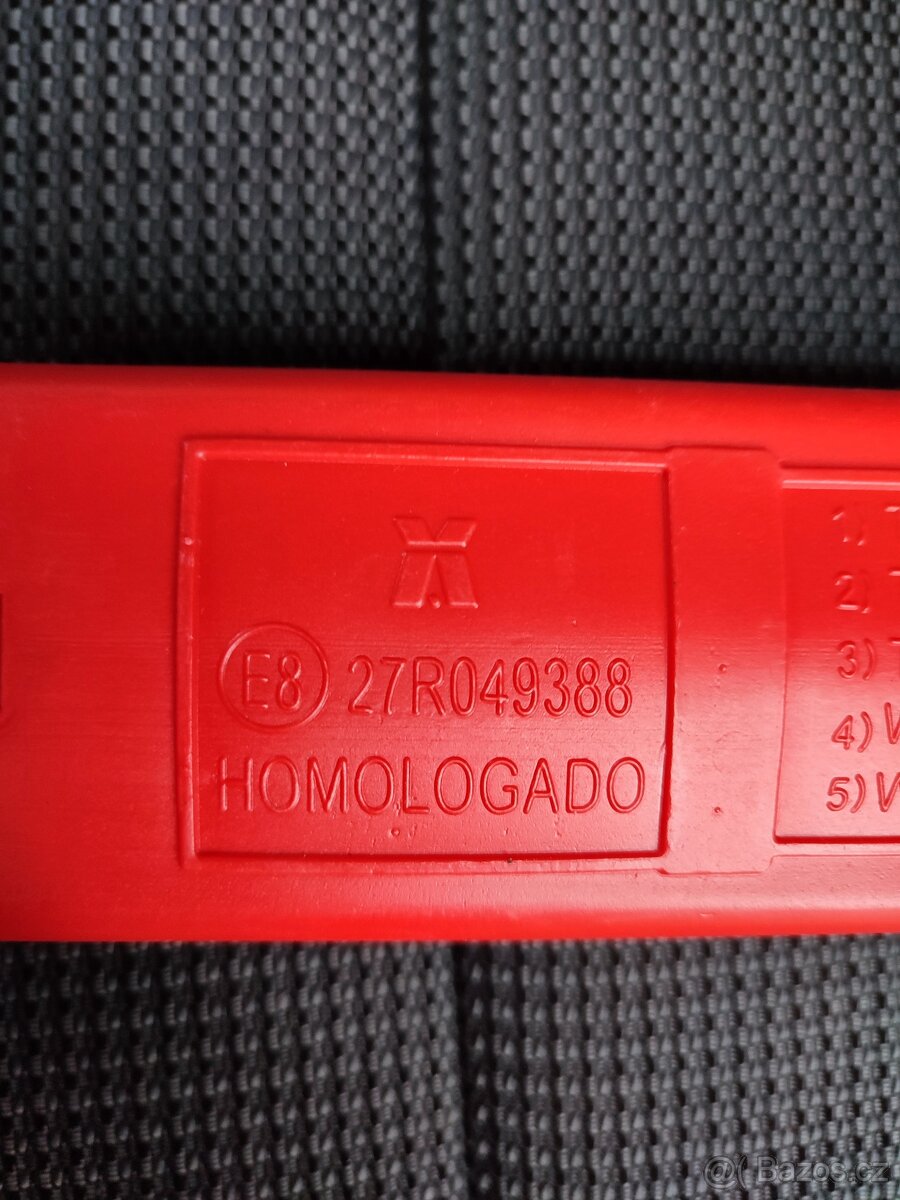 E8 27R049388
HOMOLOGADO
1)
2)
3)
4)
5)
Bazos.cz